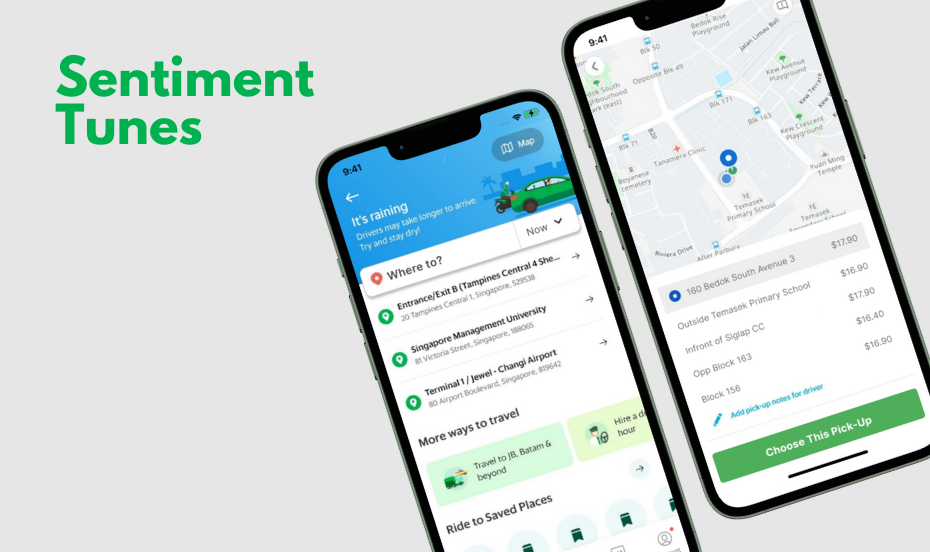 Sentiment
Tunes
9:41
Map
It's raining
Drivers may take longer to arrive.
Try and stay dry!
Where to?
Now
Entrance/Exit B (Tampines Central 4 She...
20 Tampines Central 1, Singapore, 529538
Singapore Management University
81 Victoria Street, Singapore, 188065
Terminal 1 / Jewel - Changi Airport
80 Airport Boulevard, Singapore, 819642
More ways to travel
Travel to JB, Batam &
beyond
Hire a d
hour
Ride to Saved Places
9:41
Bedok Rise
Playground
Jalan Limau Bali
Blk 50
Opposite Blk 49
dok South
ghbourhood
ark (east)
Kew Avenue
Playground
Kew Terrace
Blk 171
Blk 163
Kew Crescent
Playground
B20
Blk 71
Tanamera Clinic
Boyanese
cemetery
Yuan Ming
Temple
Temasek
Primary School
Temasek
Secondary School
Riviera Drive
After Parbury
160 Bedok South Avenue 3
$17.90
Outside Temasek Primary School
$16.90
Infront of Siglap CC
$17.90
Opp Block 163
$16.40
Block 156
$16.90
Add pick-up notes for driver
Choose This Pick-Up